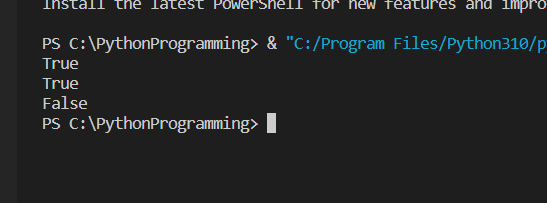 Install the latest PowerShell for new features and impro
PS C:\PythonProgramming> & "C:/Program Files/Python310/p
True
True
False
PS C:\PythonProgramming>